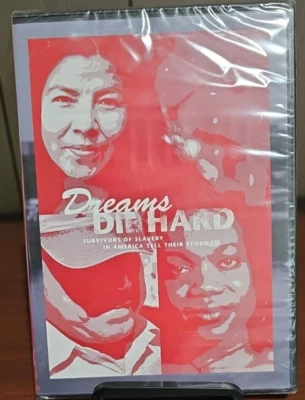 Dreams
DIE HARD
SURVIVORS OF SLAVERY
IN AMERICA TELL THEIR STORIES